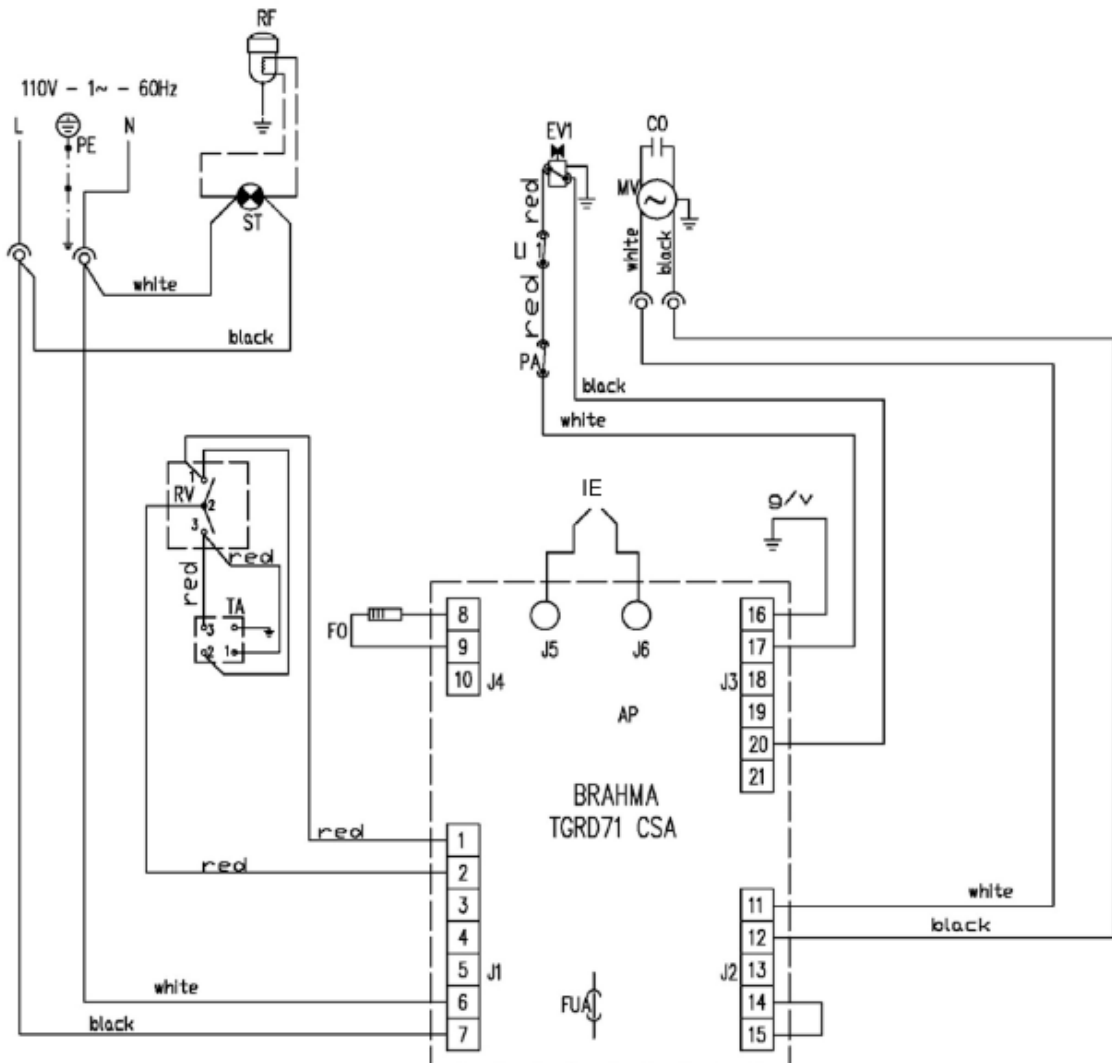 RF
110V - 1~ - 60Hz
L
PE
N
ST
white
black
EV1
CO
MV
red
LI 1
red
PA
white
black
black
white
RV
1
2
3
red
red
TA
3
2
1
IE
g/v
FO
8
9
10
J4
J5
J6
J3
16
17
18
19
20
21
AP
BRAHMA
TGRD71 CSA
red
red
1
2
3
4
5
6
7
J1
white
black
FUA
J2
11
12
13
14
15
white
black